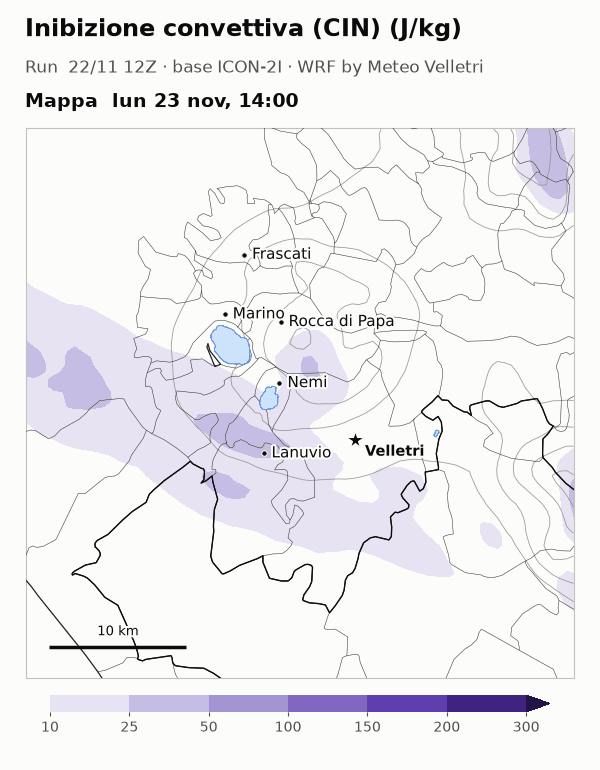 Inibizione convettiva (CIN) (J/kg)
Run  22/11 12Z · base ICON-2I · WRF by Meteo Velletri
Mappa  lun 23 nov, 14:00
Frascati
Marino
Rocca di Papa
Nemi
Velletri
Lanuvio
10 km
10 25 50 100 150 200 300